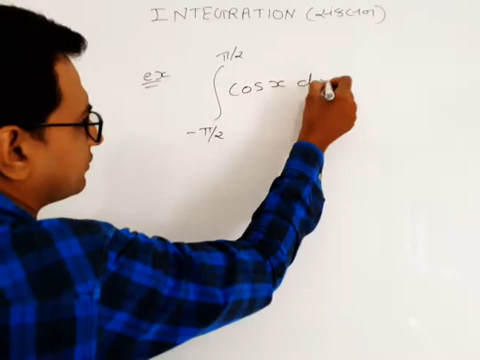 INTEGRATION (સંકલન)
ex ∫ cos x d
π/2
-π/2